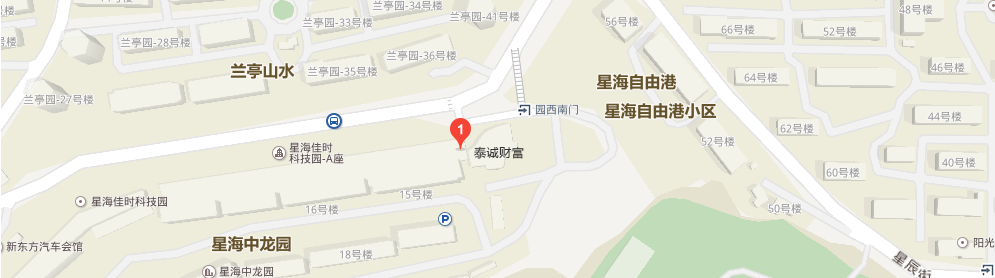 兰亭园-34号楼
兰亭园-33号楼
兰亭园-41号楼
56号楼
48号楼
66号楼
52号楼
兰亭园-28号楼
兰亭园-36号楼
兰亭山水
兰亭园-35号楼
46号楼
64号楼
星海自由港
兰亭园-27号楼
园西南门
星海自由港小区
44号楼
62号楼
1
52号楼
星海佳时
科技园-A座
泰诚财富
40号楼
60号楼
15号楼
星海佳时科技园
16号楼
50号楼
P
新东方汽车会馆
星海中龙园
阳光
18号楼
星辰街
星海中龙园